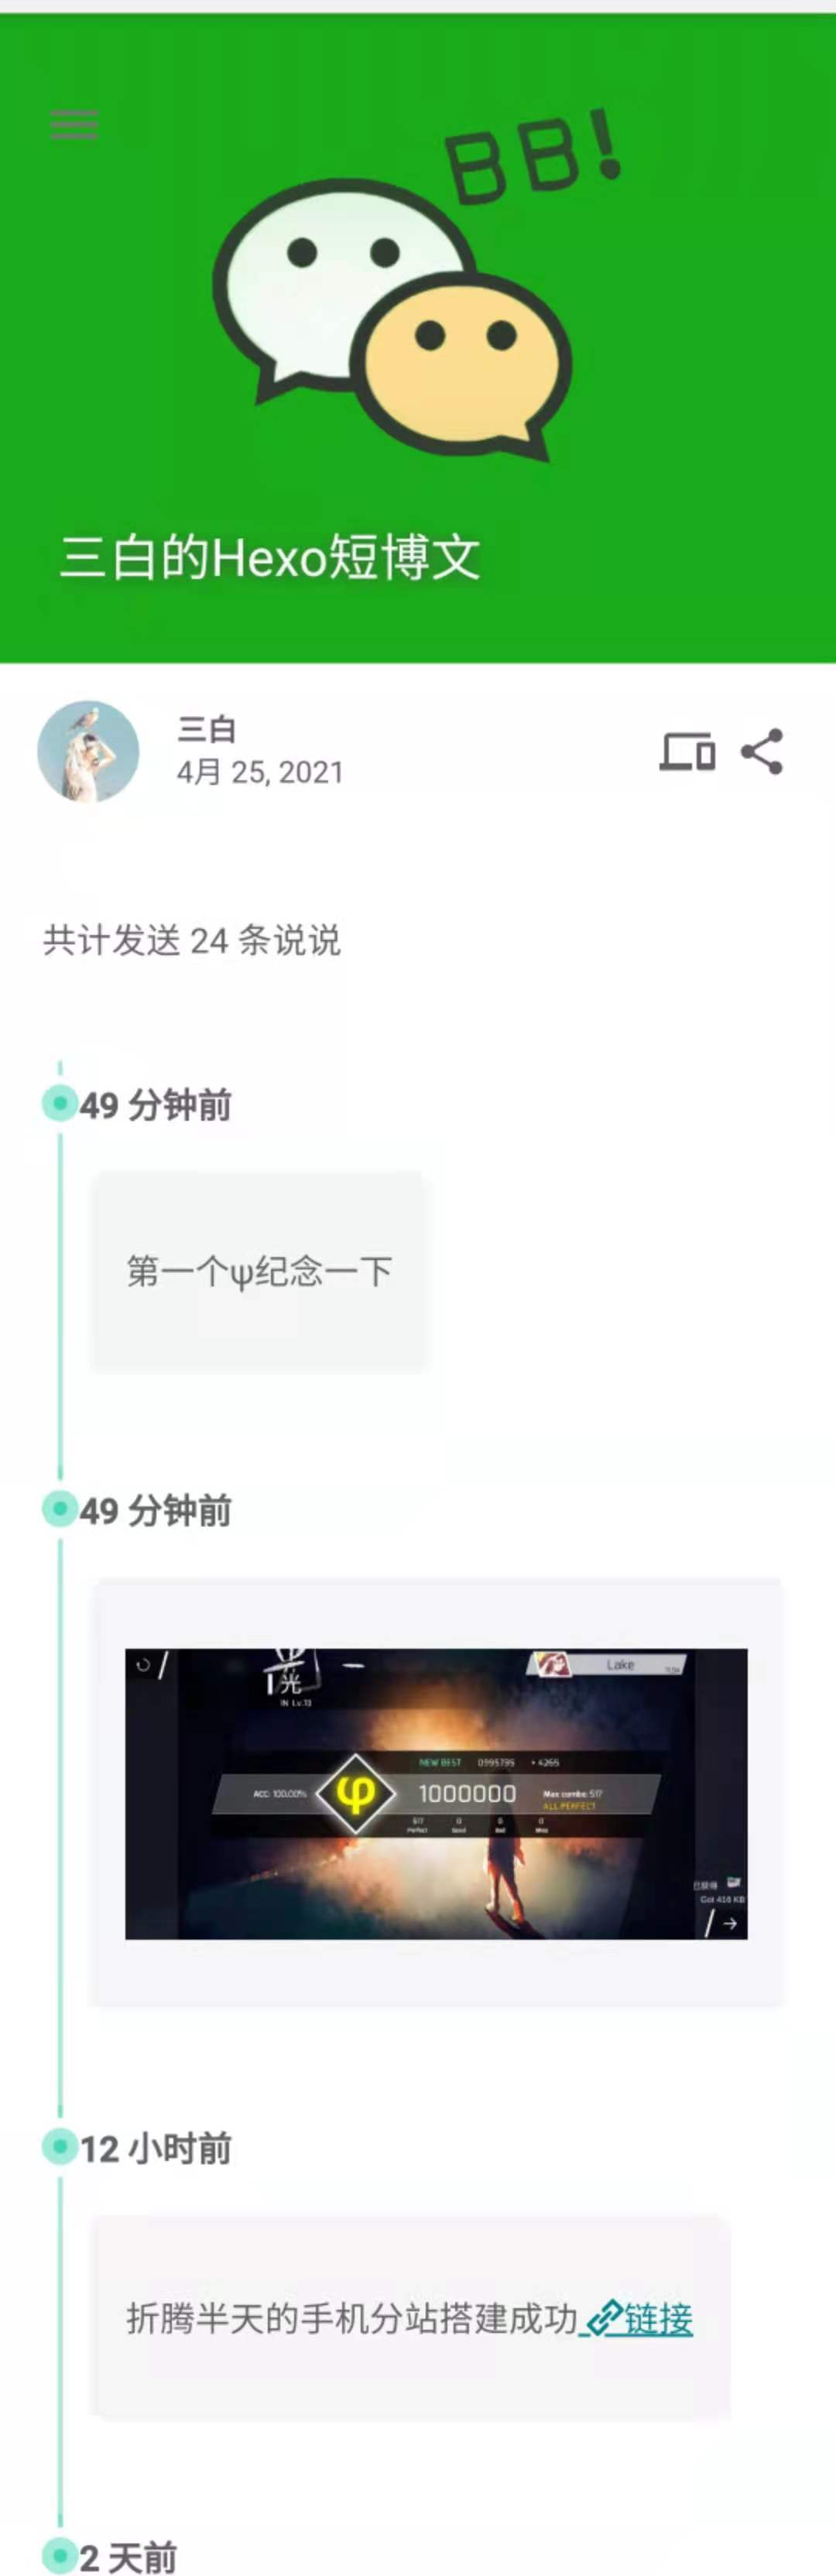 BB!
三白的Hexo短博文
三白
4月 25, 2021
共计发送 24 条说说
49 分钟前
第一个ψ纪念一下
49 分钟前
光
IN Lv.13
Lake
NEW BEST 0995735 + 4265
ACC: 100.00%
φ
1000000
Max combo: 517
ALL PERFECT
517 0 0 0
Perfect Good Bad Miss
Got 416 KB
12 小时前
折腾半天的手机分站搭建成功 链接
2 天前